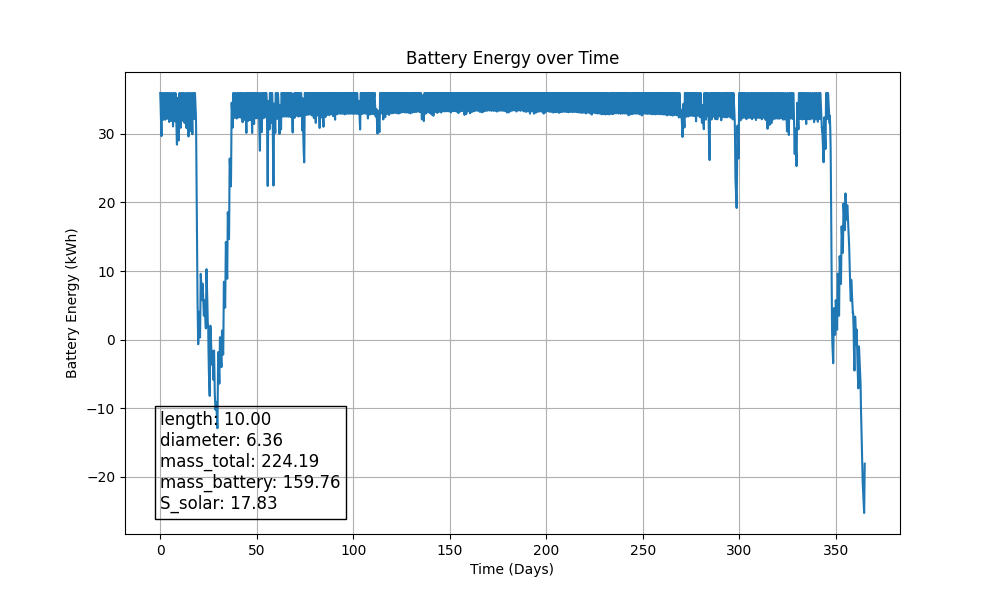 Battery Energy over Time
Battery Energy (kWh)
30
20
10
0
−10
−20
length: 10.00
diameter: 6.36
mass_total: 224.19
mass_battery: 159.76
S_solar: 17.83
0 50 100 150 200 250 300 350
Time (Days)